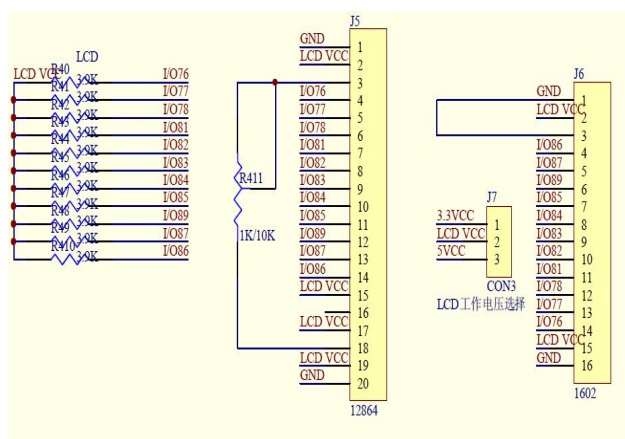 LCD
LCD VCC
R40 3.9K I/O76
R41 3.9K I/O77
R42 3.9K I/O78
R43 3.9K I/O81
R44 3.9K I/O82
R45 3.9K I/O83
R46 3.9K I/O84
R47 3.9K I/O85
R48 3.9K I/O89
R49 3.9K I/O87
R410 3.9K I/O86
R411
1K/10K
J5
GND 1
LCD VCC 2
3
I/O76 4
I/O77 5
I/O78 6
I/O81 7
I/O82 8
I/O83 9
I/O84 10
I/O85 11
I/O89 12
I/O87 13
I/O86 14
LCD VCC 15
16
LCD VCC 17
18
LCD VCC 19
GND 20
12864
J7
3.3VCC 1
LCD VCC 2
5VCC 3
CON3
LCD工作电压选择
J6
GND 1
LCD VCC 2
3
I/O86 4
I/O87 5
I/O89 6
I/O85 7
I/O84 8
I/O83 9
I/O82 10
I/O81 11
I/O78 12
I/O77 13
I/O76 14
LCD VCC 15
GND 16
1602